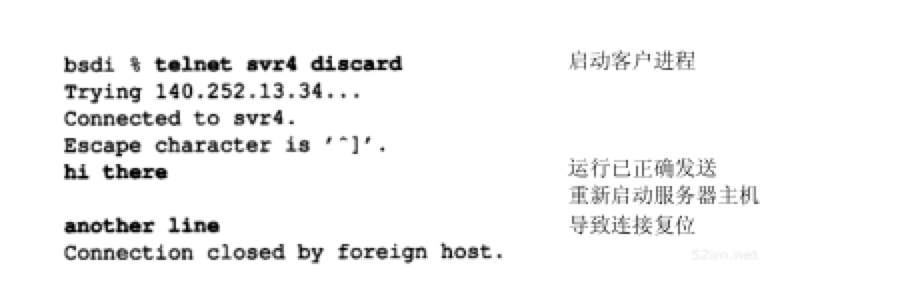 bsdi % telnet svr4 discard 启动客户进程
Trying 140.252.13.34...
Connected to svr4.
Escape character is '^]'.
hi there 运行已正确发送
重新启动服务器主机
another line 导致连接复位
Connection closed by foreign host.
52im.net